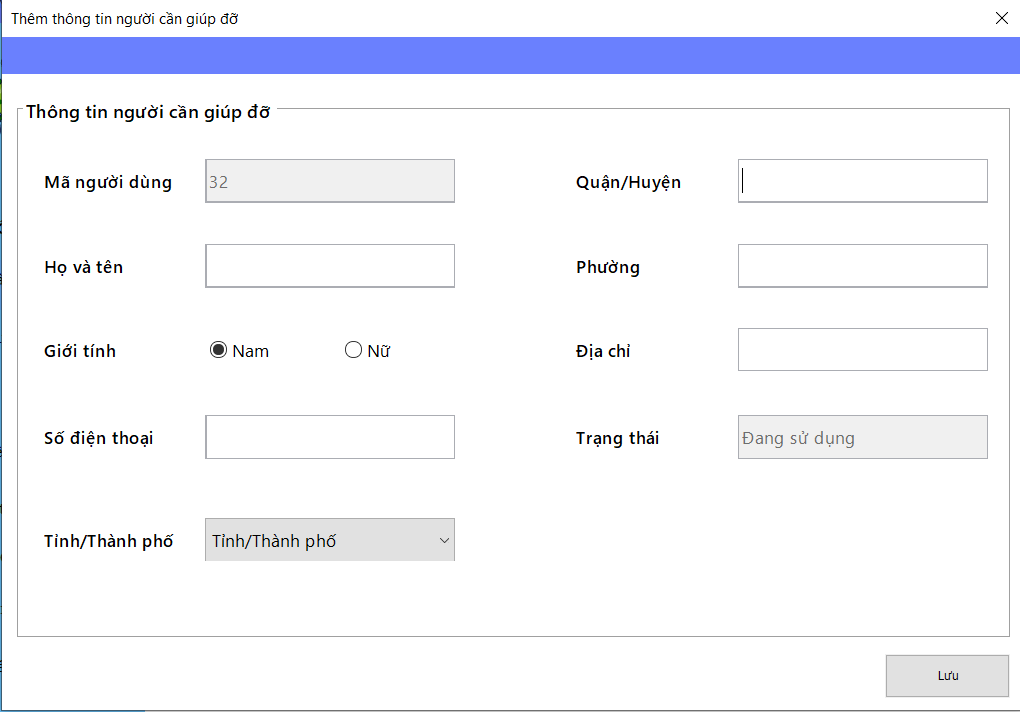 Thêm thông tin người cần giúp đỡ
Thông tin người cần giúp đỡ
Mã người dùng 32 Quận/Huyện
Họ và tên Phường
Giới tính Nam Nữ Địa chỉ
Số điện thoại Trạng thái Đang sử dụng
Tỉnh/Thành phố Tỉnh/Thành phố
Lưu